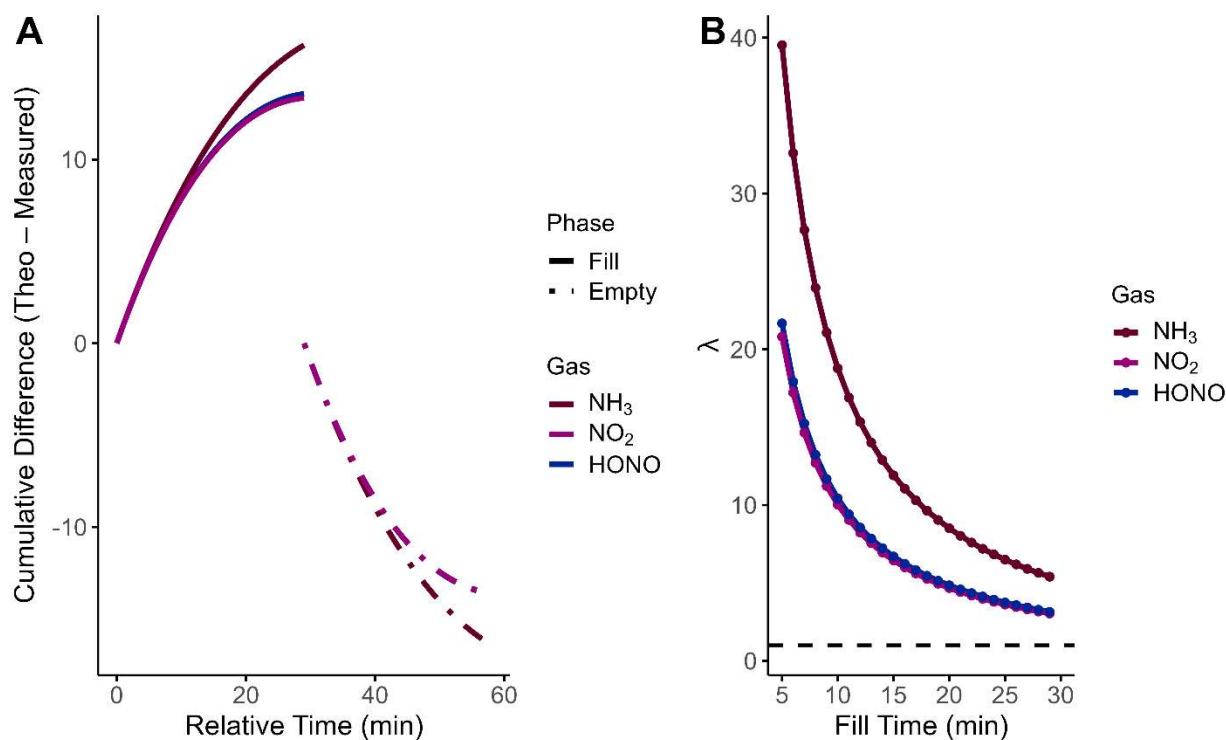 A
Cumulative Difference (Theo – Measured)
10
0
-10
0
20
40
60
Relative Time (min)
Phase
Fill
Empty
Gas
NH₃
NO₂
HONO
B
λ
40
30
20
10
0
5
10
15
20
25
30
Fill Time (min)
Gas
NH₃
NO₂
HONO